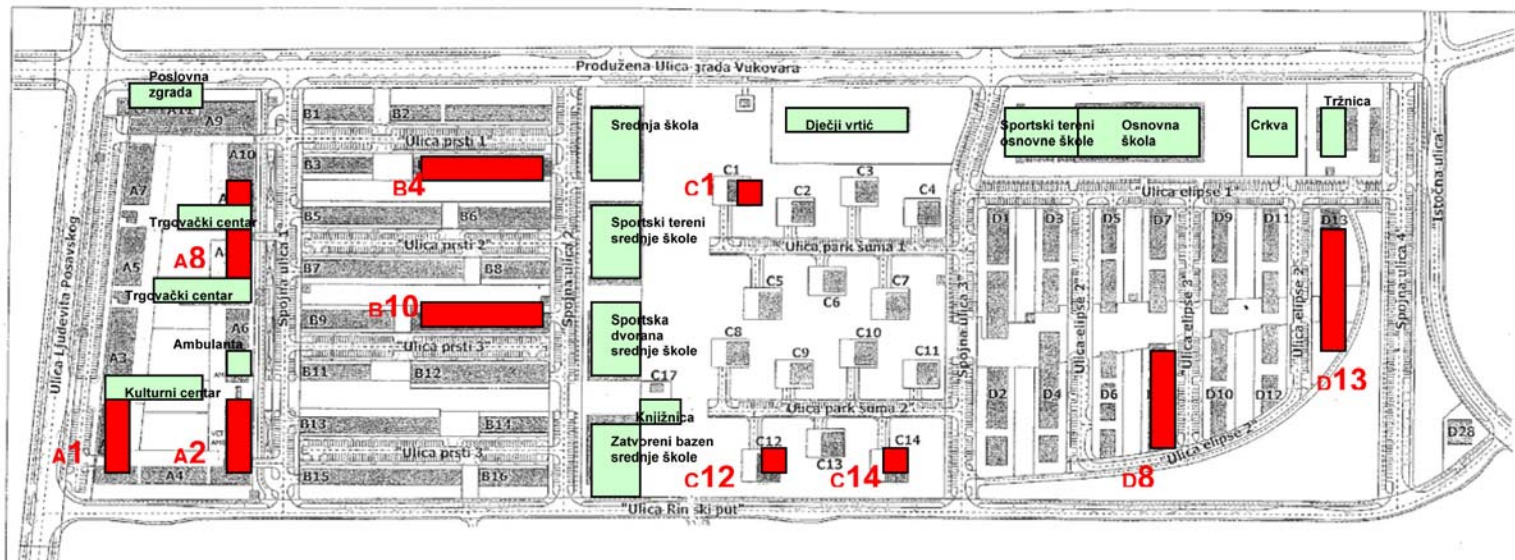 Produžena Ulica grada Vukovara
Poslovna
zgrada
A11
A9
A10
A7
Trgovački centar
A8
A5
Trgovački centar
A6
Ambulanta
A3
Kulturni centar
A1
A2
A4
Ulica Ljudevita Posavskog
Spojna ulica 1"
B1
B2
"Ulica prsti 1"
B3
B4
B5
B6
"Ulica prsti 2"
B7
B8
B10
B9
"Ulica prsti 3"
B11
B12
B13
B14
"Ulica prsti 3"
B15
B16
"Spojna ulica 2
Srednja škola
Sportski tereni
srednje škole
Sportska
dvorana
srednje škole
C17
Knjižnica
Zatvoreni bazen
srednje škole
Dječji vrtić
C1
C1
C2
C3
C4
"Ulica park šuma 1"
C5
C6
C7
C8
C9
C10
C11
"Ulica park šuma 2"
C12
C12
C13
C14
C14
Spojna ulica 3"
Sportski tereni
osnovne škole
Osnovna
škola
Crkva
Tržnica
"Ulica elipse 1"
D1
D3
D5
D7
D9
D11
D13
"Ulica elipse 2"
"Ulica elipse 3"
"Ulica elipse 2"
D13
D2
D4
D6
D10
D12
D8
"Ulica elipse 2"
Spojna ulica 4"
"Istočna ulica
D28
"Ulica Rin ski put"